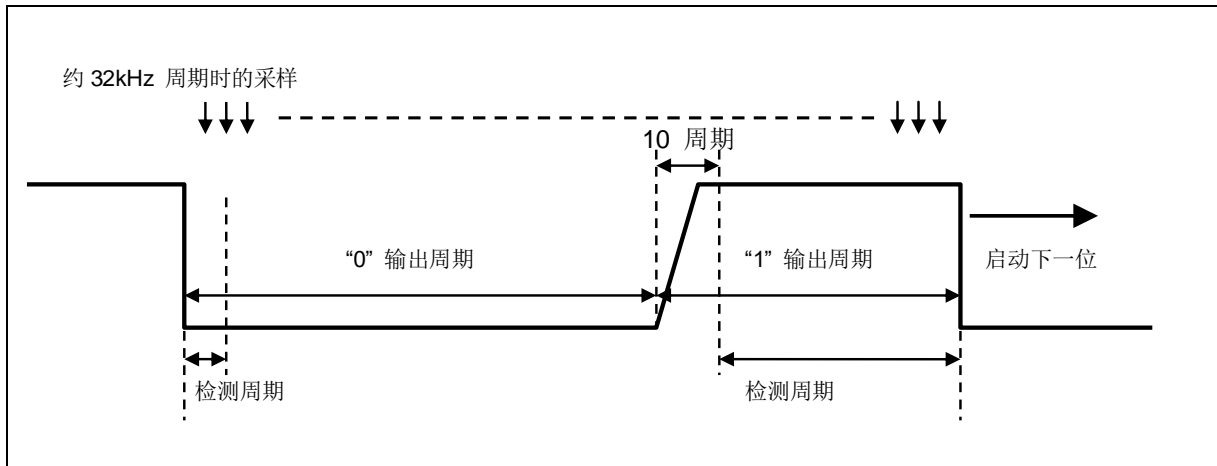 约 32kHz 周期时的采样
10 周期
“0” 输出周期
“1” 输出周期
启动下一位
检测周期
检测周期